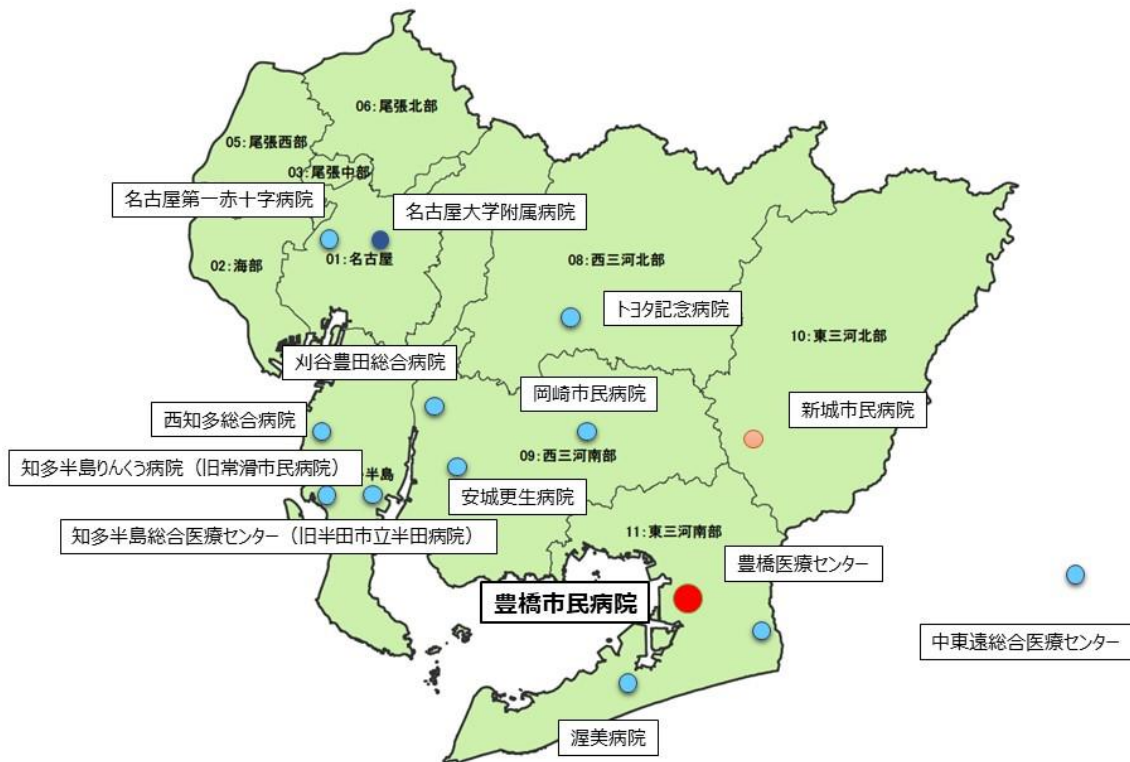 06：尾張北部
05：尾張西部
03：尾張中部
名古屋第一赤十字病院
名古屋大学附属病院
02：海部
01：名古屋
08：西三河北部
トヨタ記念病院
10：東三河北部
刈谷豊田総合病院
岡崎市民病院
新城市民病院
西知多総合病院
09：西三河南部
知多半島りんくう病院（旧常滑市民病院）
半島
安城更生病院
知多半島総合医療センター（旧半田市立半田病院）
11：東三河南部
豊橋医療センター
豊橋市民病院
中東遠総合医療センター
渥美病院